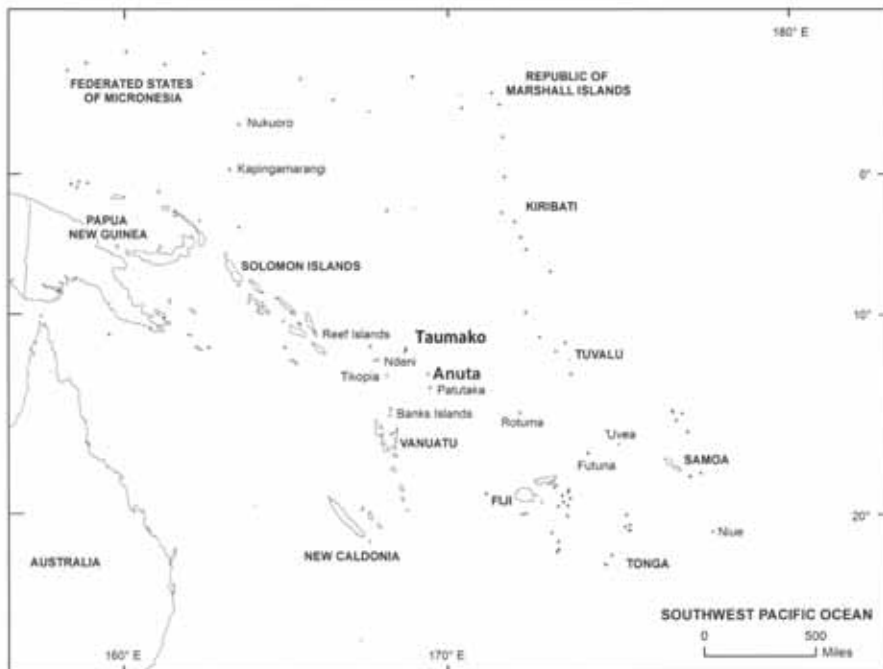 180° E
FEDERATED STATES
OF MICRONESIA
REPUBLIC OF
MARSHALL ISLANDS
Nukuoro
Kapingamarangi
0°
KIRIBATI
PAPUA
NEW GUINEA
SOLOMON ISLANDS
10°
Reef Islands
Taumako
TUVALU
Ndeni
Tikopia
Anuta
Patutaka
Banks Islands
Rotuma
'Uvea
VANUATU
Futuna
SAMOA
FIJI
20°
Niue
NEW CALDONIA
AUSTRALIA
TONGA
SOUTHWEST PACIFIC OCEAN
0 500
Miles
160° E
170° E